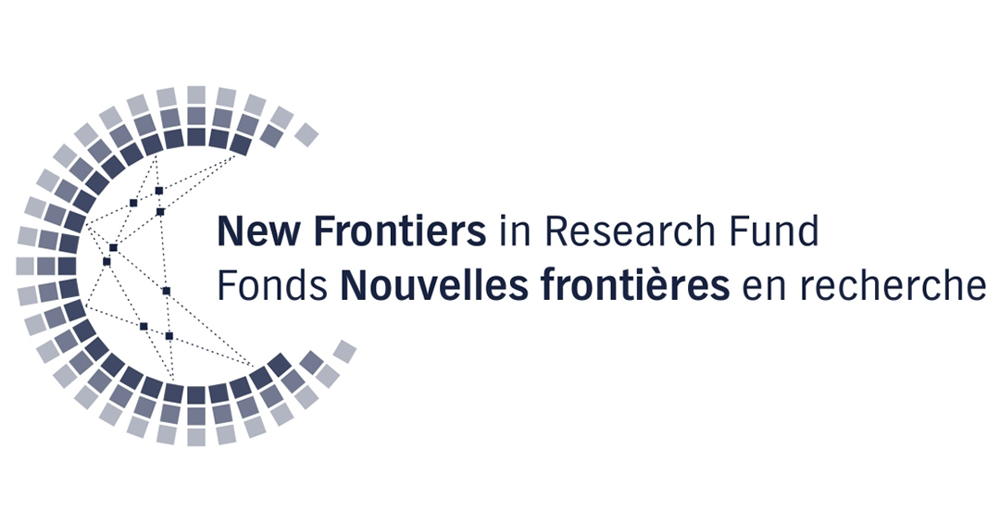 New Frontiers in Research Fund
Fonds Nouvelles frontières en recherche